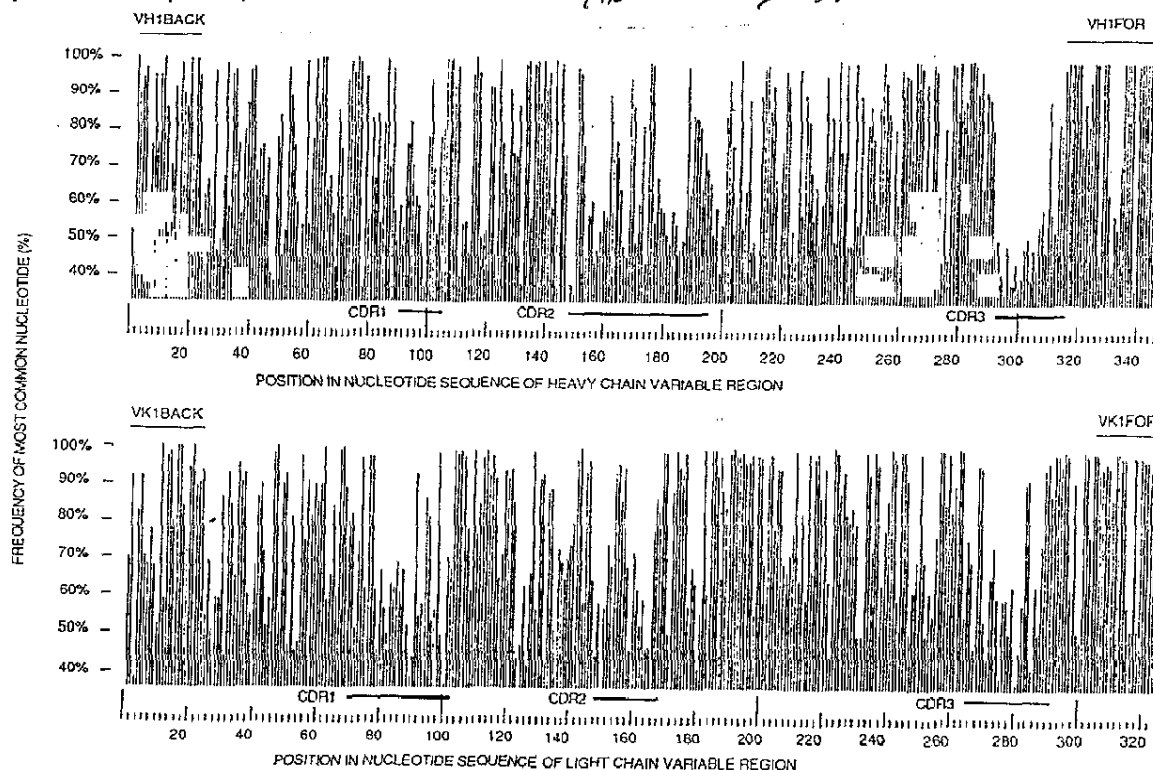 VH1BACK
VH1FOR
100%
90%
80%
70%
60%
50%
40%
CDR1
CDR2
CDR3
20 40 60 80 100 120 140 160 180 200 220 240 260 280 300 320 340
POSITION IN NUCLEOTIDE SEQUENCE OF HEAVY CHAIN VARIABLE REGION
FREQUENCY OF MOST COMMON NUCLEOTIDE (%)
VK1BACK
VK1FOR
100%
90%
80%
70%
60%
50%
40%
CDR1
CDR2
CDR3
20 40 60 80 100 120 140 160 180 200 220 240 260 280 300 320
POSITION IN NUCLEOTIDE SEQUENCE OF LIGHT CHAIN VARIABLE REGION